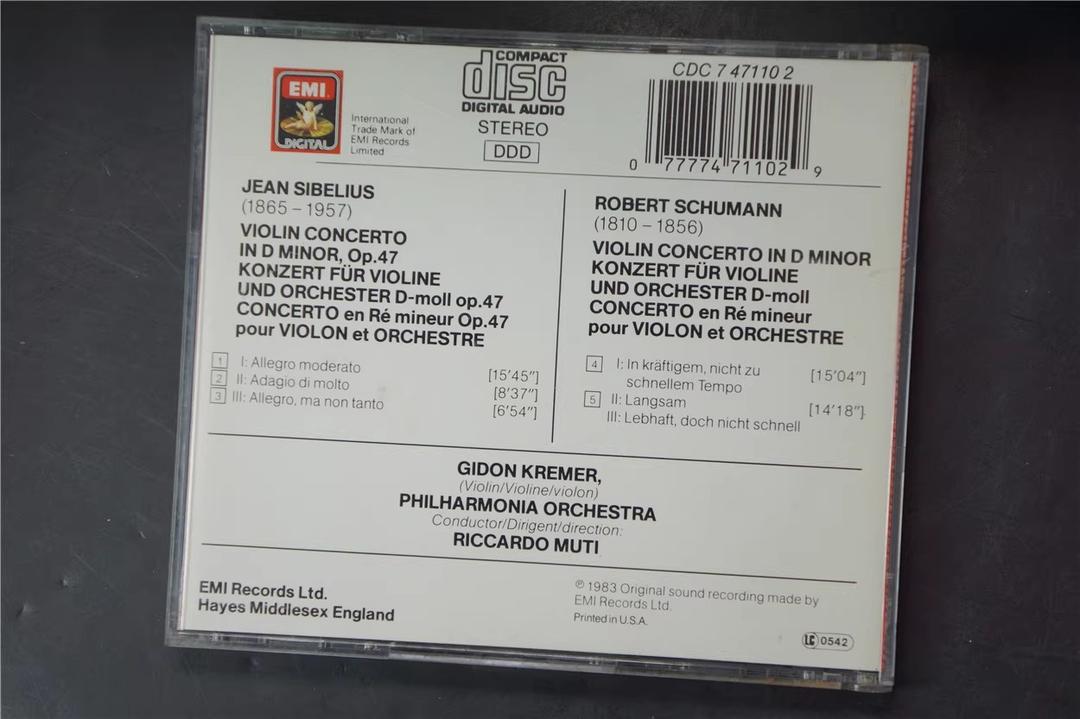 EMI
DIGITAL
International
Trade Mark of
EMI Records
Limited
COMPACT
disc
DIGITAL AUDIO
STEREO
DDD
CDC 7 47110 2
0 77774 71102 9
JEAN SIBELIUS
(1865 – 1957)
VIOLIN CONCERTO
IN D MINOR, Op.47
KONZERT FÜR VIOLINE
UND ORCHESTER D-moll op.47
CONCERTO en Ré mineur Op.47
pour VIOLON et ORCHESTRE
1 I: Allegro moderato [15'45"]
2 II: Adagio di molto [8'37"]
3 III: Allegro, ma non tanto [6'54"]
ROBERT SCHUMANN
(1810 – 1856)
VIOLIN CONCERTO IN D MINOR
KONZERT FÜR VIOLINE
UND ORCHESTER D-moll
CONCERTO en Ré mineur
pour VIOLON et ORCHESTRE
4 I: In kräftigem, nicht zu
schnellem Tempo [15'04"]
5 II: Langsam [14'18"]
III: Lebhaft, doch nicht schnell
GIDON KREMER,
(Violin/Violine/violon)
PHILHARMONIA ORCHESTRA
Conductor/Dirigent/direction:
RICCARDO MUTI
EMI Records Ltd.
Hayes Middlesex England
℗ 1983 Original sound recording made by
EMI Records Ltd.
Printed in U.S.A.
LC 0542